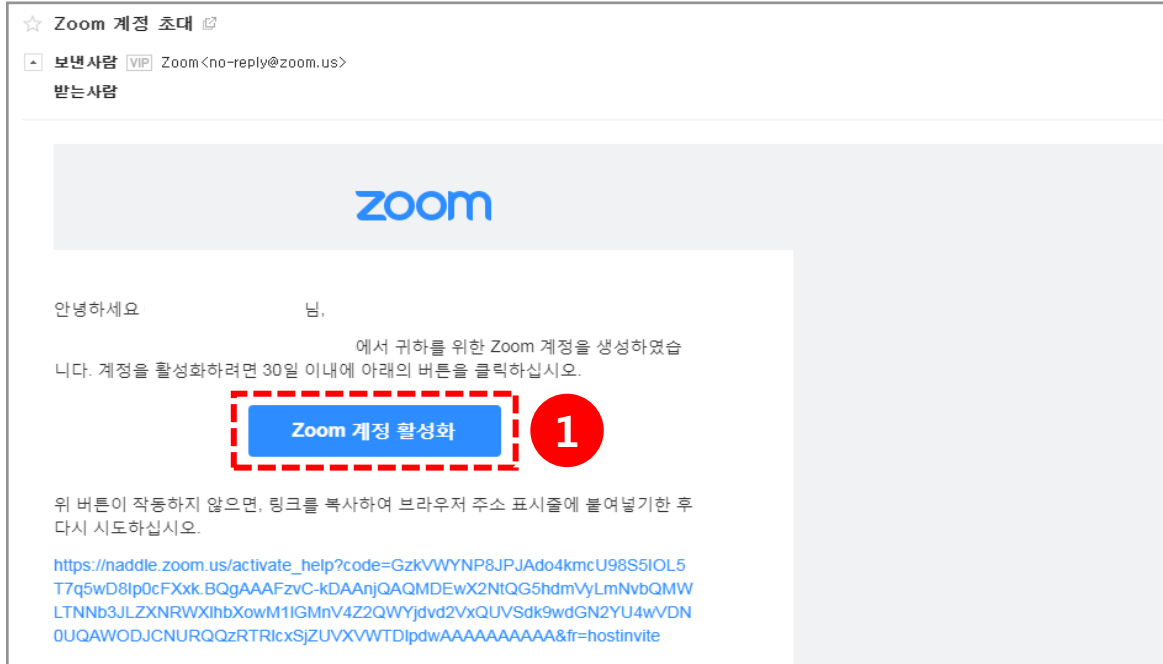 Zoom 계정 초대
보낸사람 VIP Zoom<no-reply@zoom.us>
받는사람
zoom
안녕하세요 님,
에서 귀하를 위한 Zoom 계정을 생성하였습
니다. 계정을 활성화하려면 30일 이내에 아래의 버튼을 클릭하십시오.
Zoom 계정 활성화
1
위 버튼이 작동하지 않으면, 링크를 복사하여 브라우저 주소 표시줄에 붙여넣기한 후
다시 시도하십시오.
https://naddle.zoom.us/activate_help?code=GzkVWYNP8JPJAdo4kmcU98S5IOL5
T7q5wD8Ip0cFXxk.BQgAAAFzvC-kDAAnjQAQMDEwX2NtQG5hdmVyLmNvbQMW
LTNNb3JLZXNRWXlhbXowM1lGMnV4Z2QWYjdvd2VxQUVSdk9wdGN2YU4wVDN
0UQAWODJCNURQQzRTRlcxSjZUVXVWTDlpdwAAAAAAAAAA&fr=hostinvite